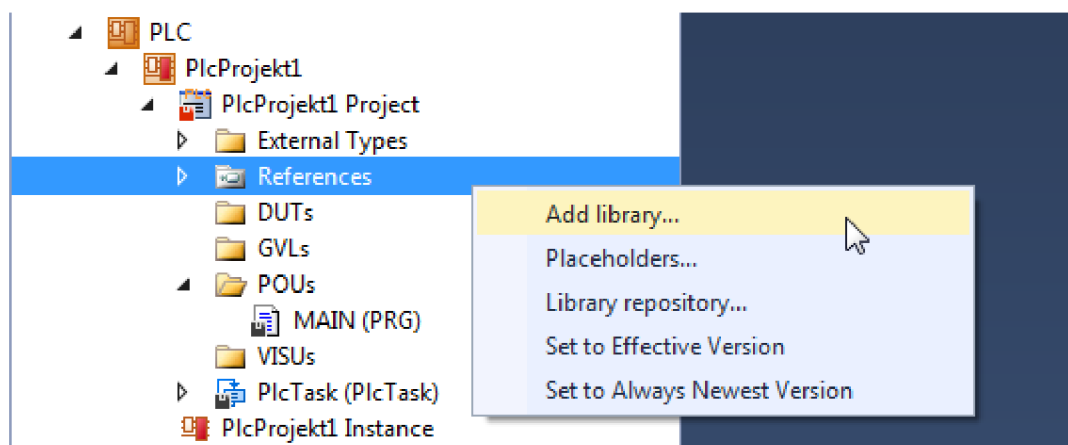 PLC
PlcProjekt1
PlcProjekt1 Project
External Types
References
DUTs
GVLs
POUs
MAIN (PRG)
VISUs
PlcTask (PlcTask)
PlcProjekt1 Instance
Add library...
Placeholders...
Library repository...
Set to Effective Version
Set to Always Newest Version